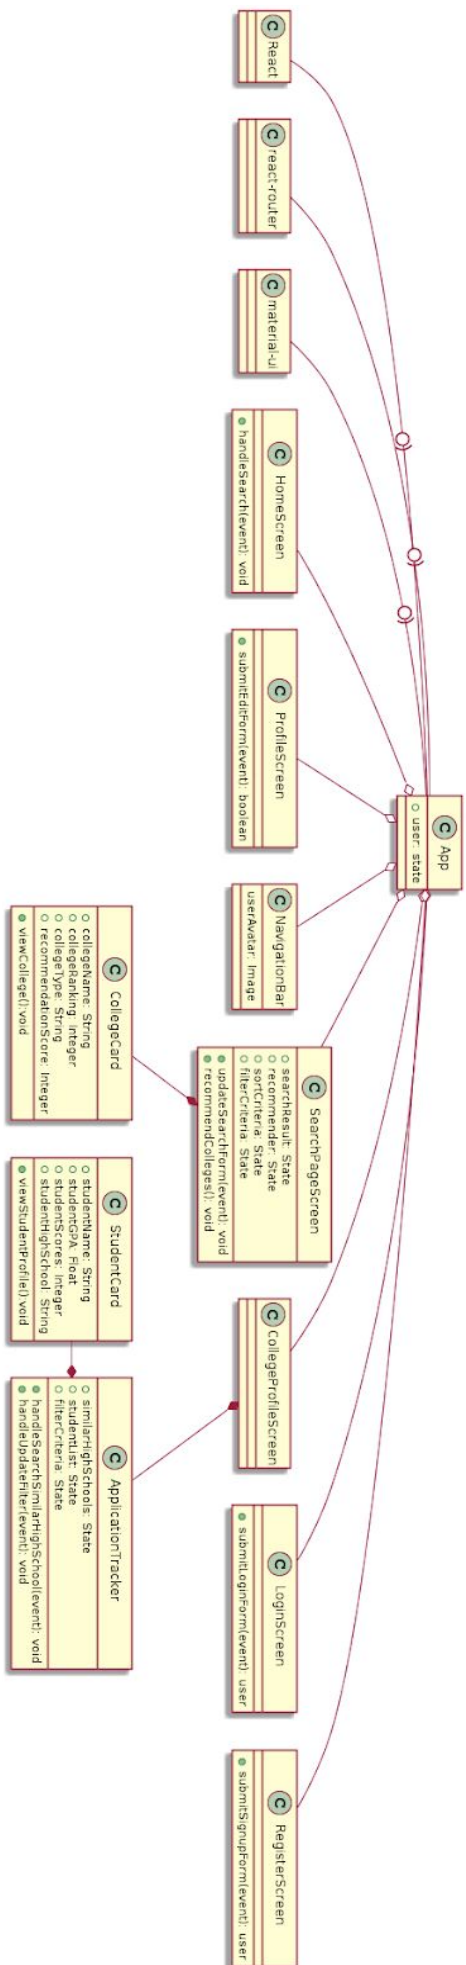 App
user: state
React
react-router
material-ui
HomeScreen
handleSearch(event): void
ProfileScreen
submitEditForm(event): boolean
NavigationBar
userAvatar: Image
SearchPageScreen
searchResult: State
recommender: State
sortCriteria: State
filterCriteria: State
updateSearchForm(event): void
recommendColleges(): void
CollegeProfileScreen
LoginScreen
submitLoginForm(event): user
RegisterScreen
submitSignupForm(event): user
CollegeCard
collegeName: String
collegeRanking: Integer
collegeType: String
recommendationScore: Integer
viewCollege():void
StudentCard
studentName: String
studentGPA: Float
studentScores: Integer
studentHighSchool: String
viewStudentProfile():void
ApplicationTracker
similarHighSchools: State
studentList: State
filterCriteria: State
handleSearchSimilarHighSchool(event): void
handleUpdateFilter(event): void
C
C
C
C
C
C
C
C
C
C
C
C
C
C